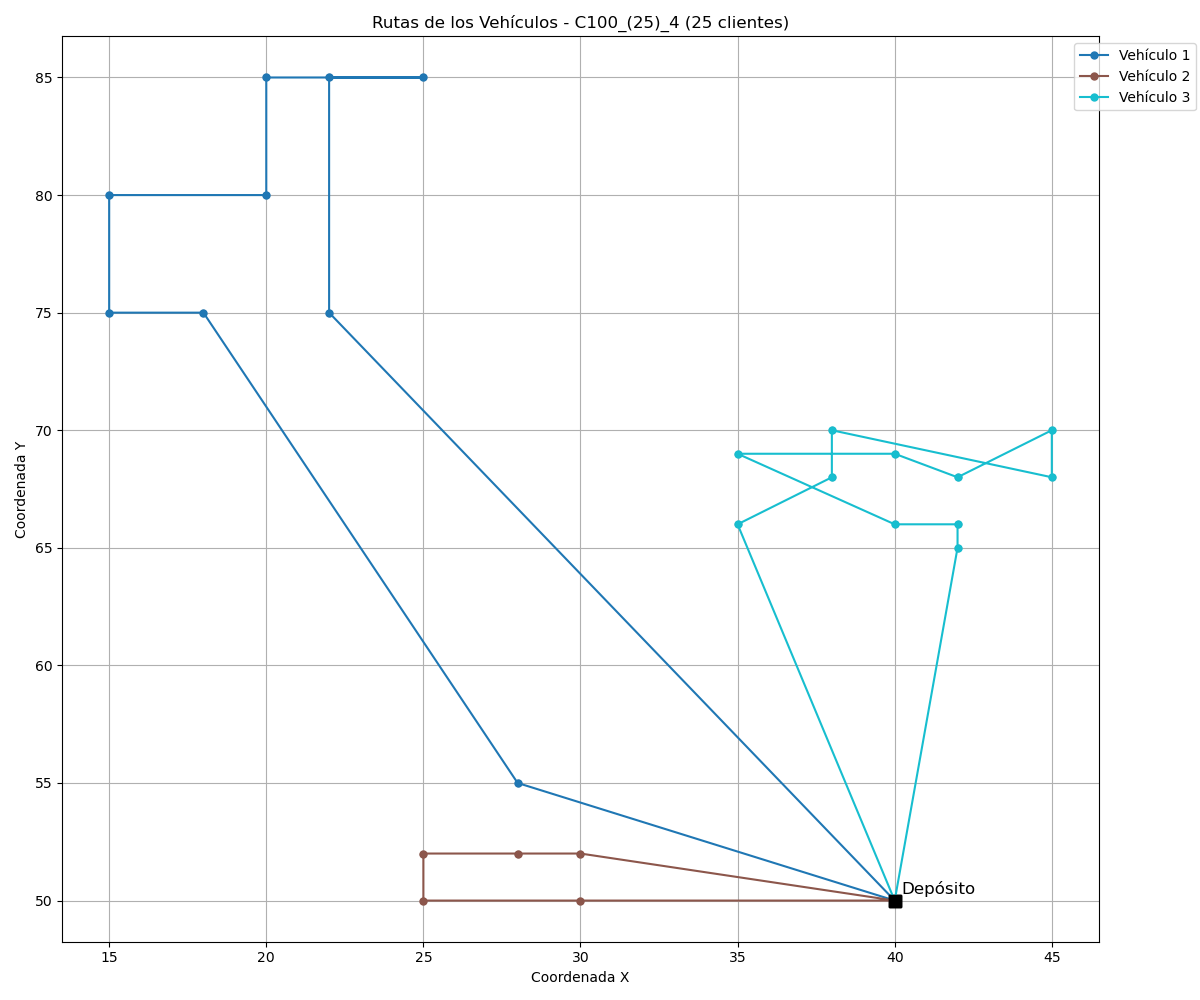 Rutas de los Vehículos - C100_(25)_4 (25 clientes)
Vehículo 1
Vehículo 2
Vehículo 3
Coordenada Y
85
80
75
70
65
60
55
50
Depósito
15 20 25 30 35 40 45
Coordenada X